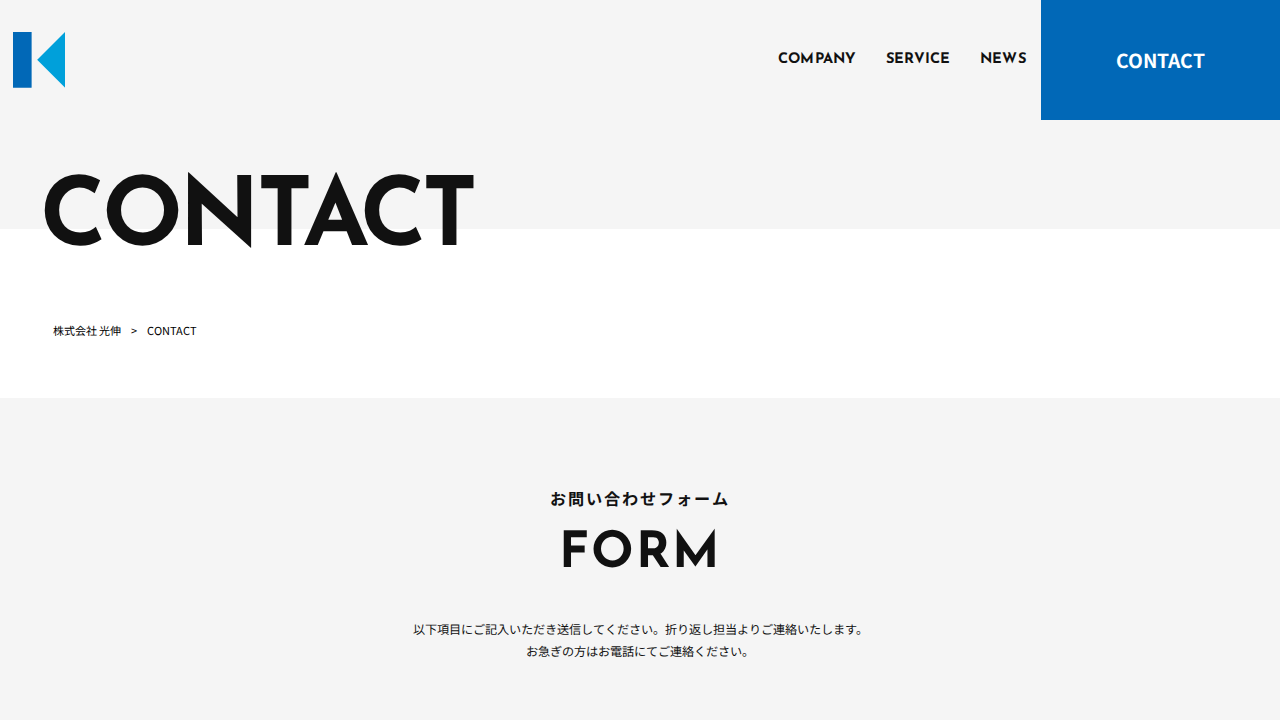 COMPANY SERVICE NEWS CONTACT
CONTACT
株式会社光伸 > CONTACT
お問い合わせフォーム
FORM
以下項目にご記入いただき送信してください。折り返し担当よりご連絡いたします。
お急ぎの方はお電話にてご連絡ください。